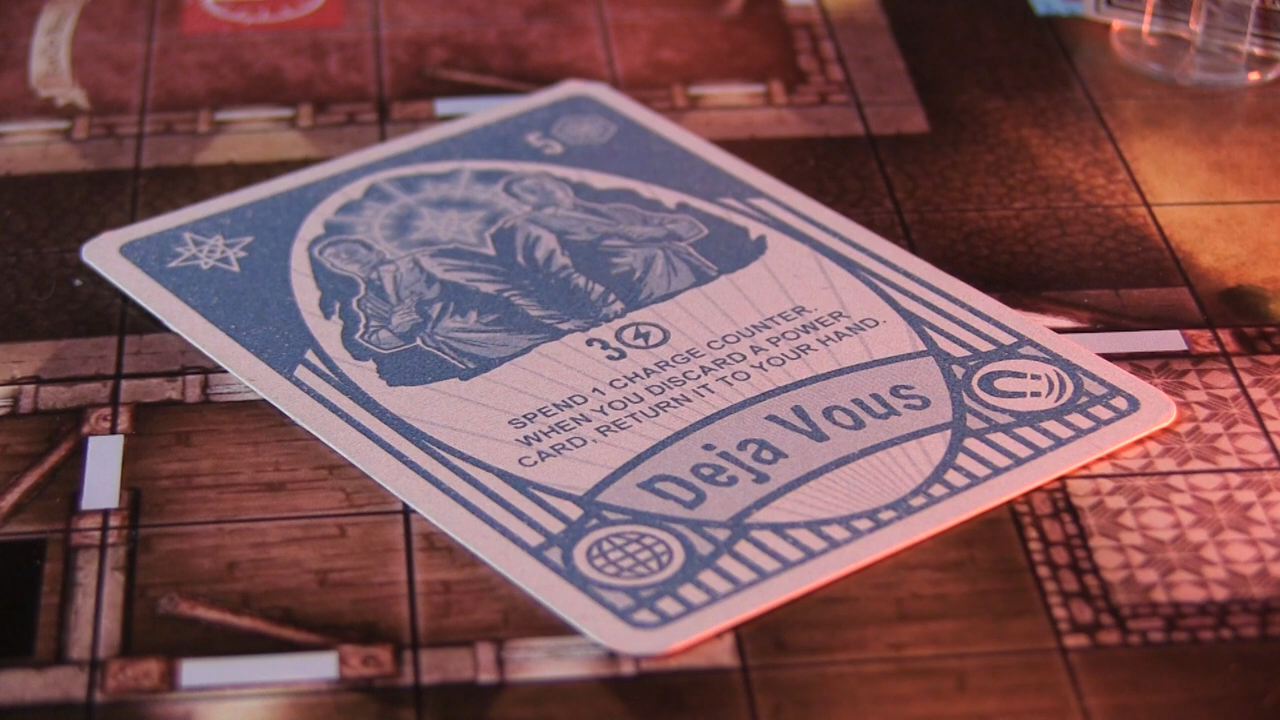 5
3
SPEND 1 CHARGE COUNTER.
WHEN YOU DISCARD A POWER
CARD, RETURN IT TO YOUR HAND.
Deja Vous